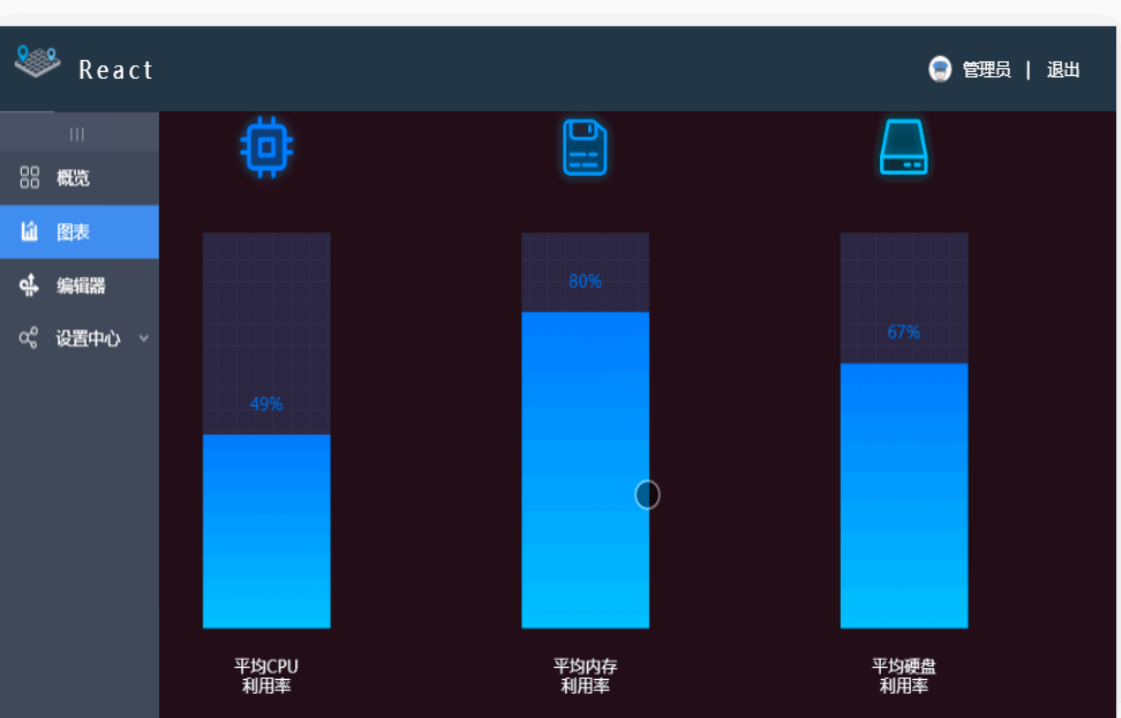 React
管理员 | 退出
概览
图表
编辑器
设置中心
49%
80%
67%
平均CPU
利用率
平均内存
利用率
平均硬盘
利用率